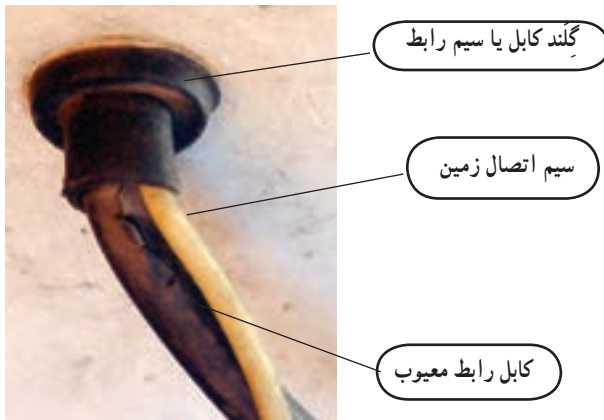 گِلَند کابل یا سیم رابط
سیم اتصال زمین
کابل رابط معیوب